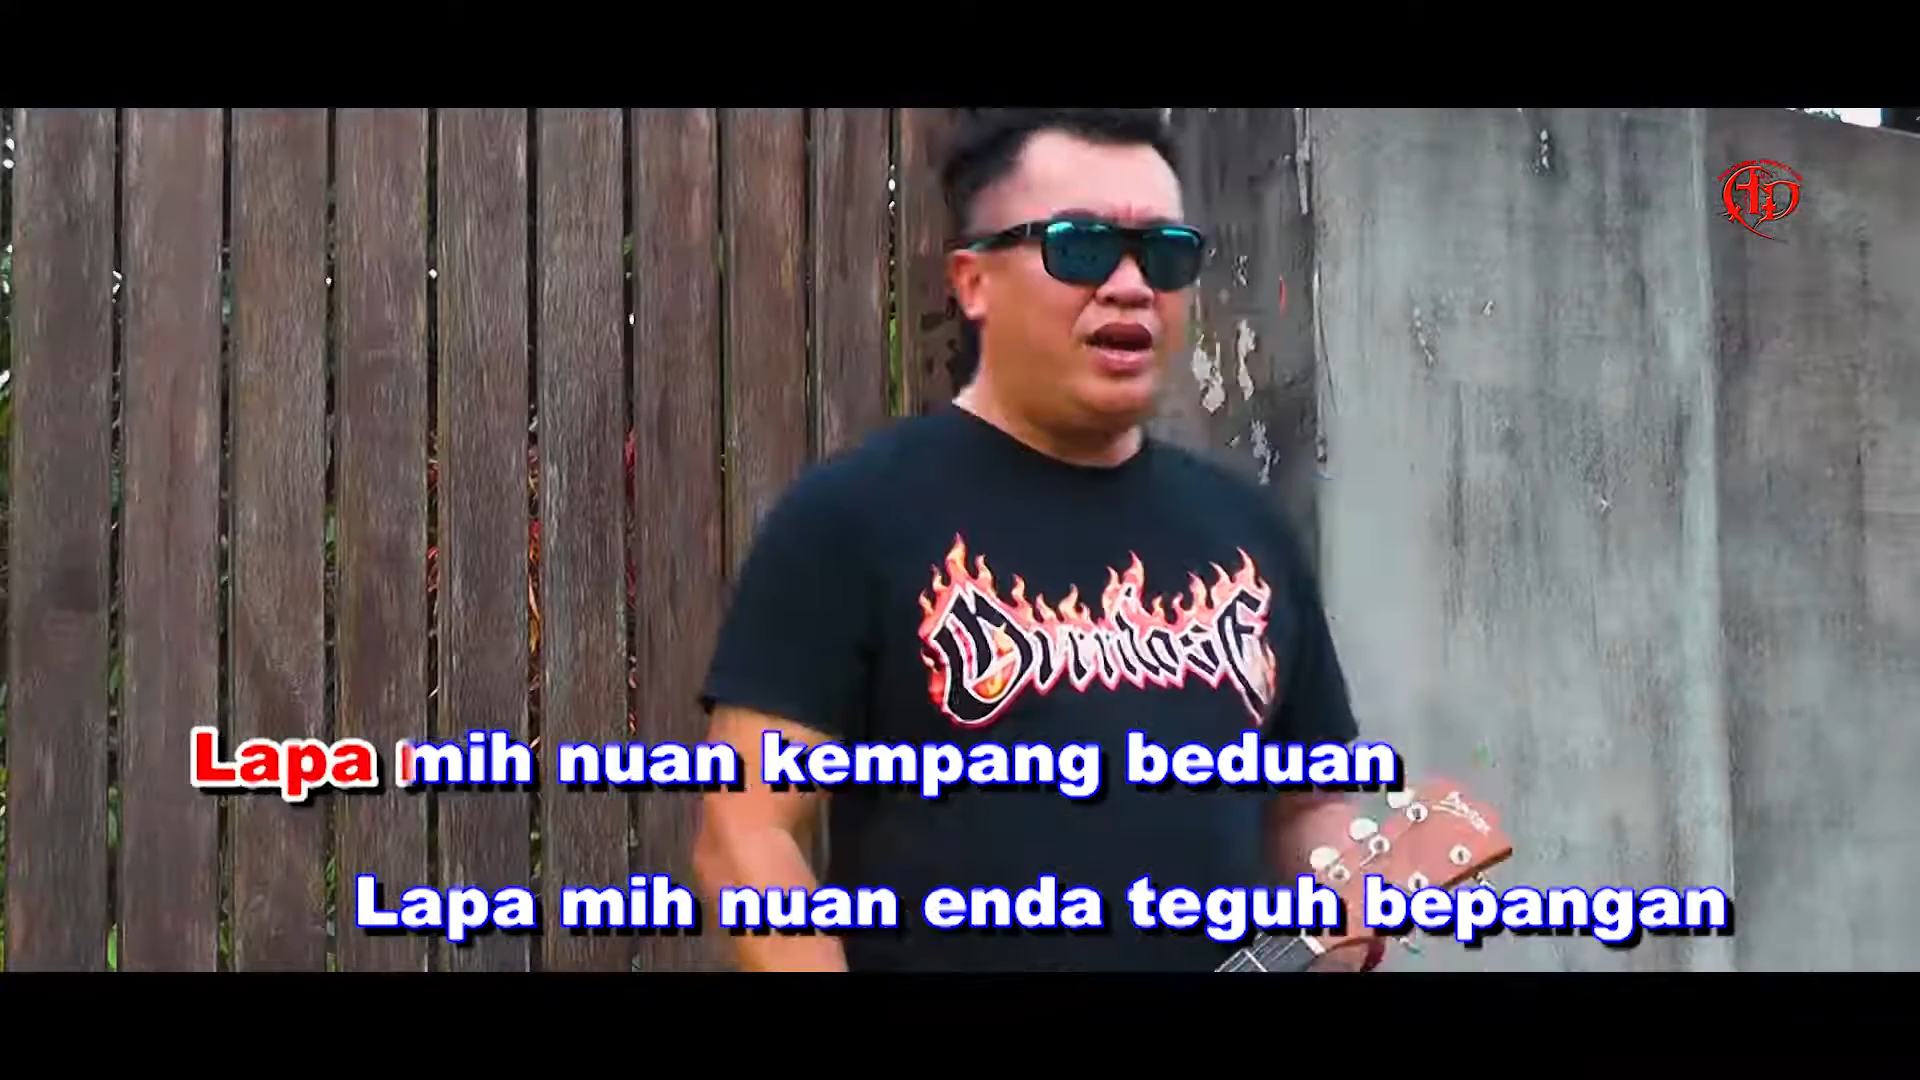 Lapa mih nuan kempang beduan
Lapa mih nuan enda teguh bepangan